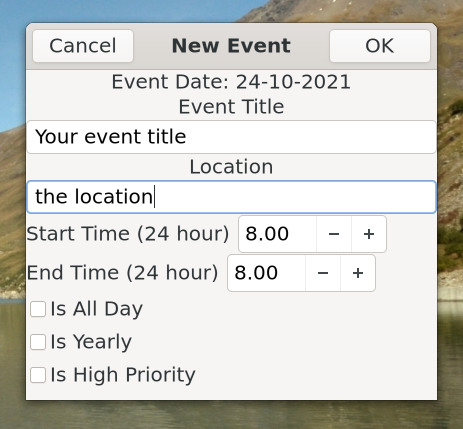 Cancel New Event OK
Event Date: 24-10-2021
Event Title
Your event title
Location
the location
Start Time (24 hour) 8.00 − +
End Time (24 hour) 8.00 − +
Is All Day
Is Yearly
Is High Priority